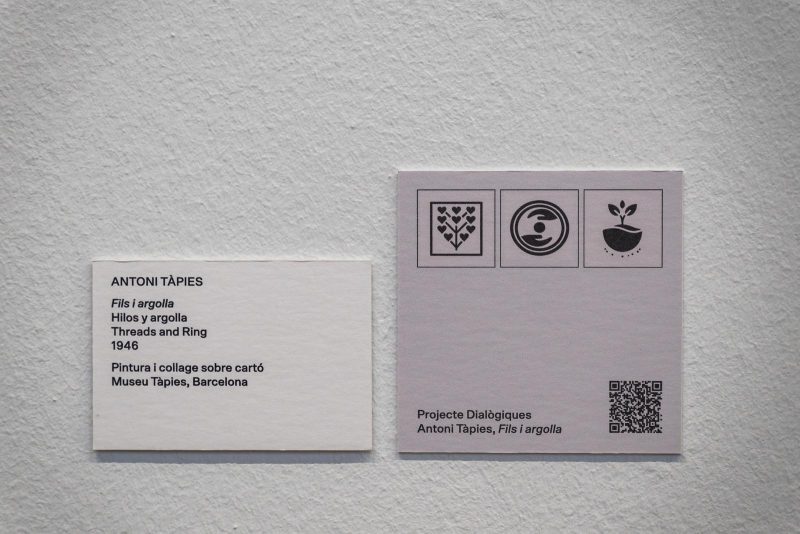 ANTONI TÀPIES
Fils i argolla
Hilos y argolla
Threads and Ring
1946
Pintura i collage sobre cartó
Museu Tàpies, Barcelona
Projecte Dialògiques
Antoni Tàpies, Fils i argolla